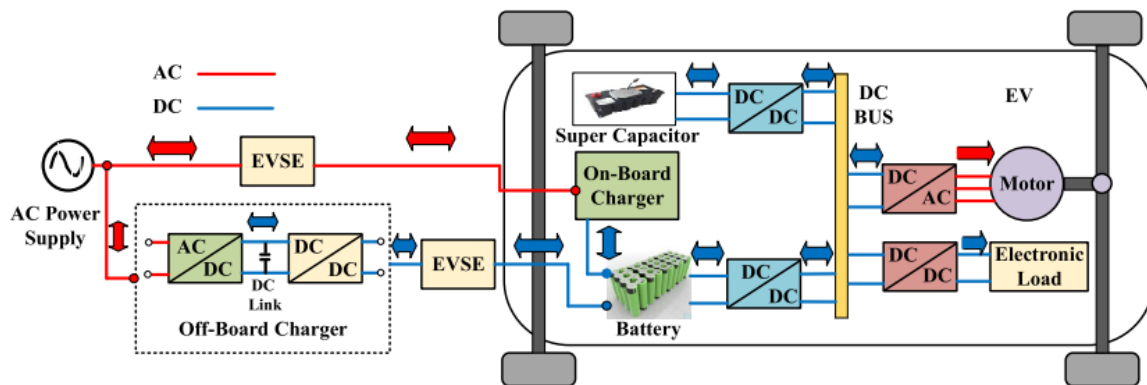 AC
DC
AC Power
Supply
EVSE
AC
DC
DC
Link
DC
DC
Off-Board Charger
EVSE
Super Capacitor
DC
DC
On-Board
Charger
Battery
DC
DC
DC
BUS
EV
DC
AC
Motor
DC
DC
Electronic
Load